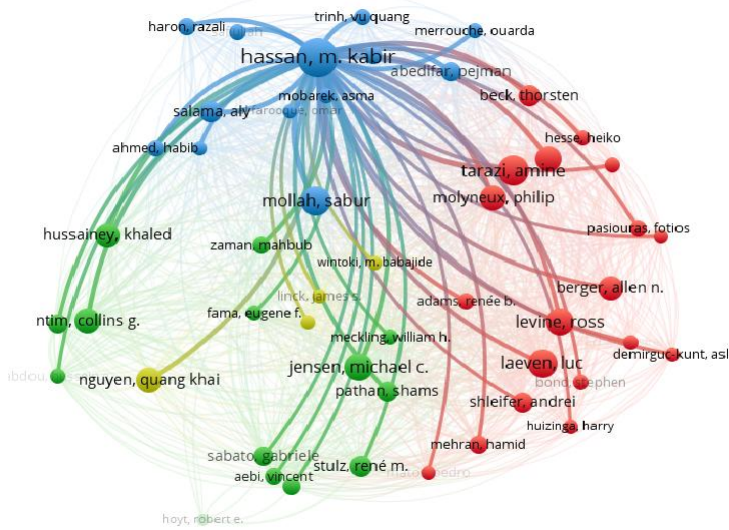 trinh, vu quang
haron, razali
merrouche, ouarda
hassan, m. kabir
abedifar, pejman
beck, thorsten
mobarek, asma
salama, aly
farooque, omar
hesse, heiko
ahmed, habib
tarazi, amine
molyneux, philip
mollah, sabur
pasiouras, fotios
hussainey, khaled
zaman, mahbub
wintoki, m. babajide
berger, allen n.
linck, james s.
adams, renée b.
fama, eugene f.
ntim, collins g.
levine, ross
meckling, william h.
demirguc-kunt, asl
jensen, michael c.
laeven, luc
nguyen, quang khai
bond, stephen
pathan, shams
shleifer, andrei
huizinga, harry
mehran, hamid
sabato, gabriele
stulz, rené m.
aebi, vincent
hoyt, robert e.